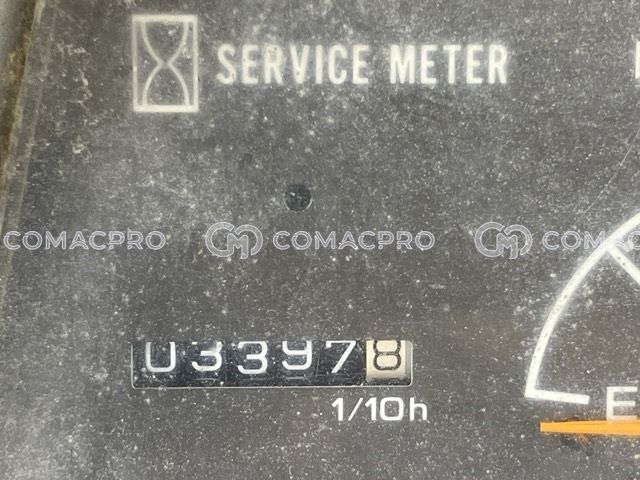 SERVICE METER
COMACPRO COMACPRO COMACPRO
033978
1/10h
E